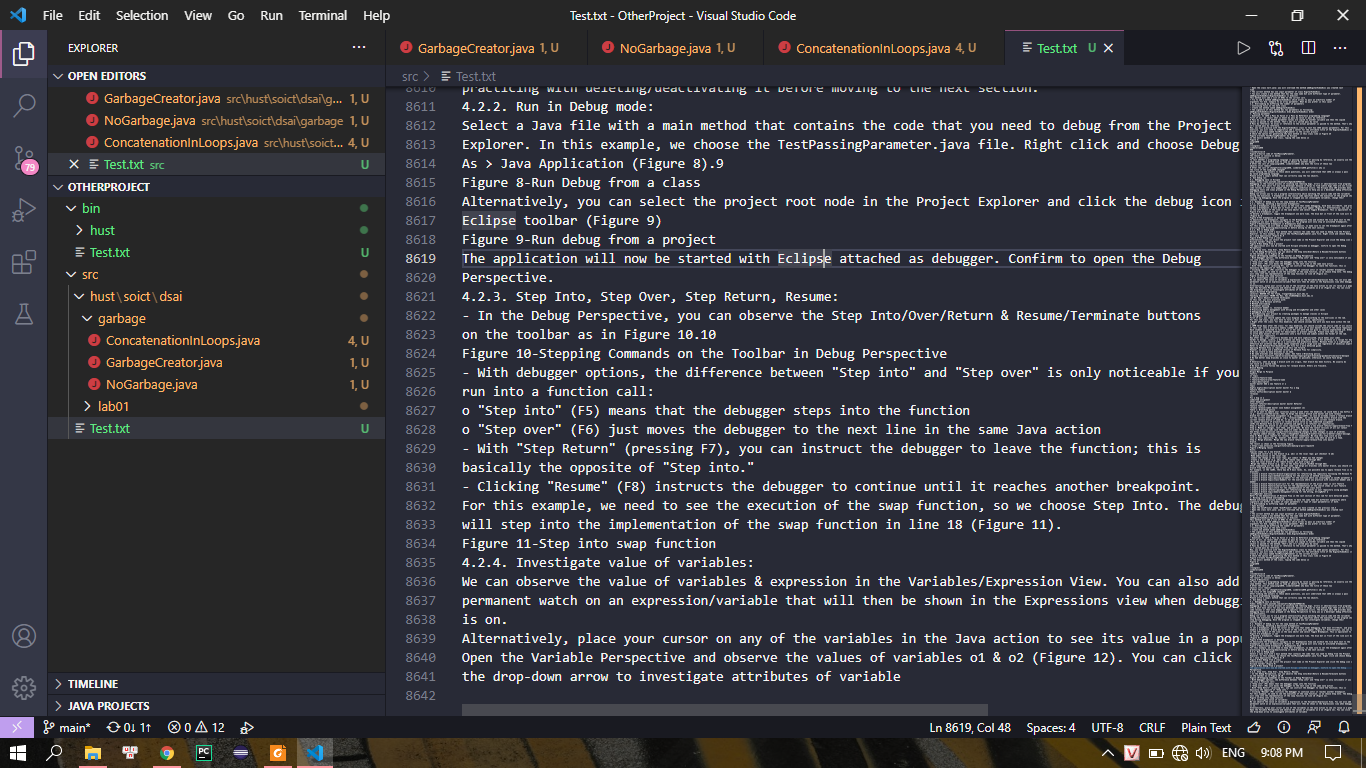 File Edit Selection View Go Run Terminal Help
Test.txt - OtherProject - Visual Studio Code
EXPLORER
OPEN EDITORS
GarbageCreator.java src\hust\soict\dsai\g... 1, U
NoGarbage.java src\hust\soict\dsai\garbage 1, U
ConcatenationInLoops.java src\hust\soict... 4, U
Test.txt src U
OTHERPROJECT
bin
hust
Test.txt U
src
hust\soict\dsai
garbage
ConcatenationInLoops.java 4, U
GarbageCreator.java 1, U
NoGarbage.java 1, U
lab01
Test.txt U
TIMELINE
JAVA PROJECTS
79
GarbageCreator.java 1, U
NoGarbage.java 1, U
ConcatenationInLoops.java 4, U
Test.txt U
src > Test.txt
8610 practicing with deleting/deactivating it before moving to the next section.
8611 4.2.2. Run in Debug mode:
8612 Select a Java file with a main method that contains the code that you need to debug from the Project
8613 Explorer. In this example, we choose the TestPassingParameter.java file. Right click and choose Debug
8614 As > Java Application (Figure 8).9
8615 Figure 8-Run Debug from a class
8616 Alternatively, you can select the project root node in the Project Explorer and click the debug icon
8617 Eclipse toolbar (Figure 9)
8618 Figure 9-Run debug from a project
8619 The application will now be started with Eclipse attached as debugger. Confirm to open the Debug
8620 Perspective.
8621 4.2.3. Step Into, Step Over, Step Return, Resume:
8622 - In the Debug Perspective, you can observe the Step Into/Over/Return & Resume/Terminate buttons
8623 on the toolbar as in Figure 10.10
8624 Figure 10-Stepping Commands on the Toolbar in Debug Perspective
8625 - With debugger options, the difference between "Step into" and "Step over" is only noticeable if you
8626 run into a function call:
8627 o "Step into" (F5) means that the debugger steps into the function
8628 o "Step over" (F6) just moves the debugger to the next line in the same Java action
8629 - With "Step Return" (pressing F7), you can instruct the debugger to leave the function; this is
8630 basically the opposite of "Step into."
8631 - Clicking "Resume" (F8) instructs the debugger to continue until it reaches another breakpoint.
8632 For this example, we need to see the execution of the swap function, so we choose Step Into. The debug
8633 will step into the implementation of the swap function in line 18 (Figure 11).
8634 Figure 11-Step into swap function
8635 4.2.4. Investigate value of variables:
8636 We can observe the value of variables & expression in the Variables/Expression View. You can also add
8637 permanent watch on an expression/variable that will then be shown in the Expressions view when debuggi
8638 is on.
8639 Alternatively, place your cursor on any of the variables in the Java action to see its value in a popu
8640 Open the Variable Perspective and observe the values of variables o1 & o2 (Figure 12). You can click
8641 the drop-down arrow to investigate attributes of variable
8642
main* 0↓ 1↑ 0 12
Ln 8619, Col 48 Spaces: 4 UTF-8 CRLF Plain Text
PC
V
ENG 9:08 PM